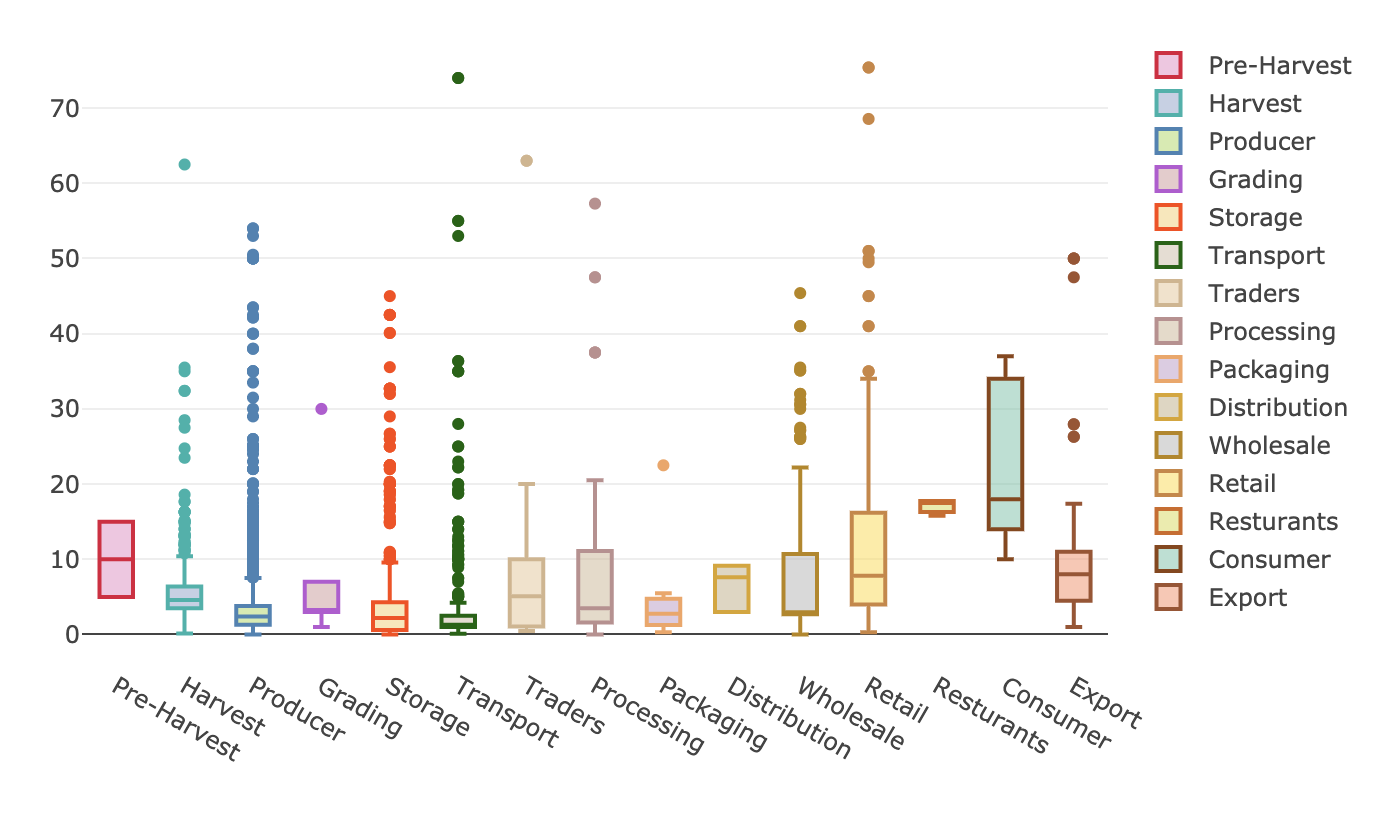 70
60
50
40
30
20
10
0
Pre-Harvest
Harvest
Producer
Grading
Storage
Transport
Traders
Processing
Packaging
Distribution
Wholesale
Retail
Resturants
Consumer
Export
Pre-Harvest
Harvest
Producer
Grading
Storage
Transport
Traders
Processing
Packaging
Distribution
Wholesale
Retail
Resturants
Consumer
Export